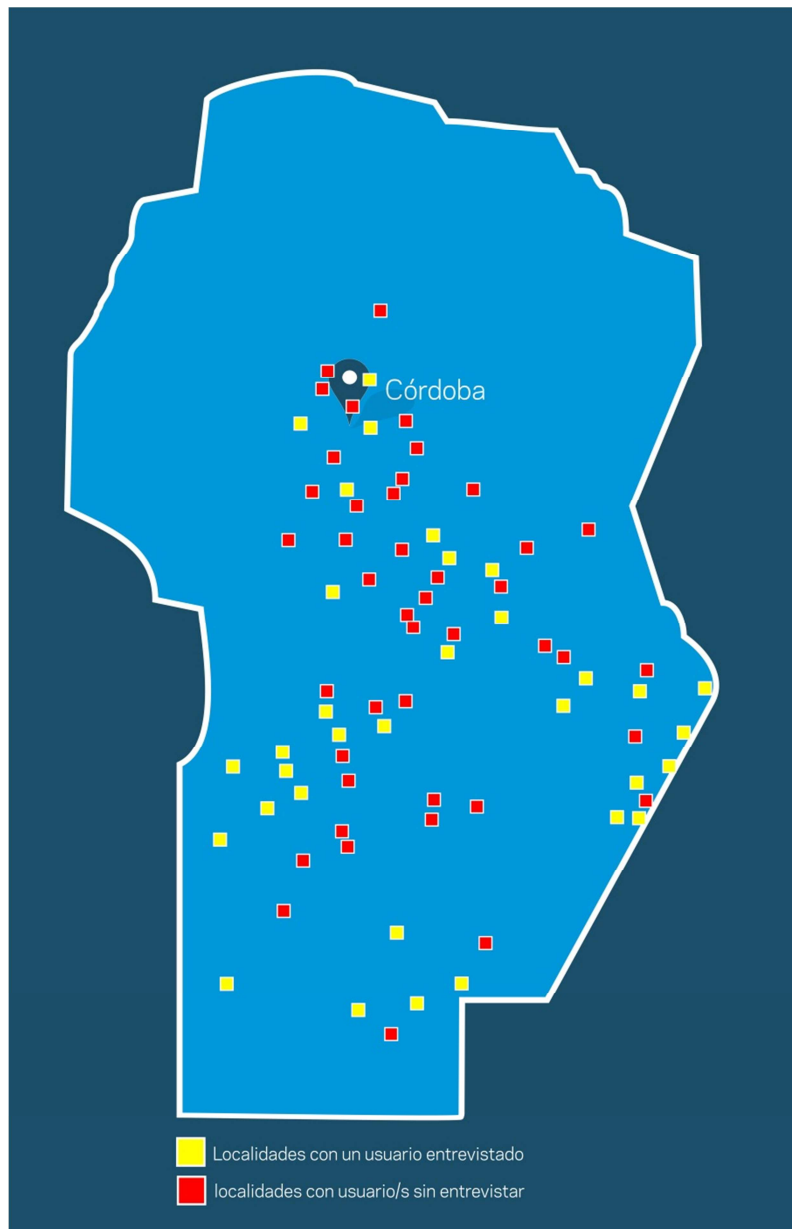 Córdoba
Localidades con un usuario entrevistado
localidades con usuario/s sin entrevistar